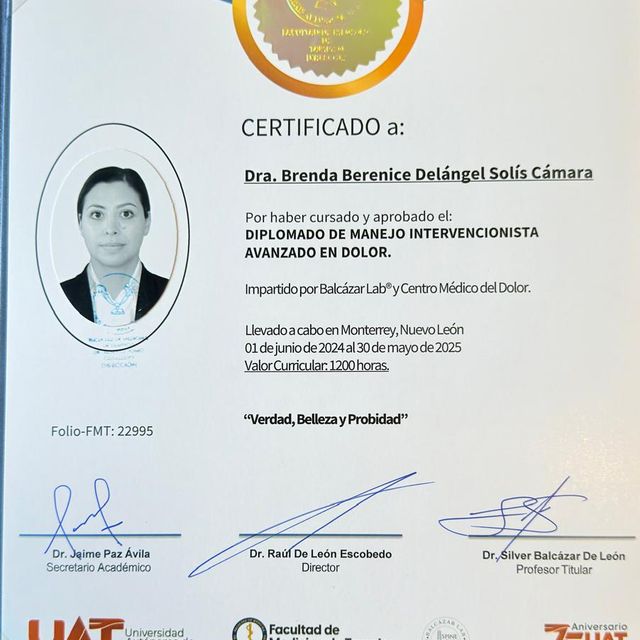 CERTIFICADO a:
Dra. Brenda Berenice Delángel Solís Cámara
Por haber cursado y aprobado el:
DIPLOMADO DE MANEJO INTERVENCIONISTA
AVANZADO EN DOLOR.
Impartido por Balcázar Lab® y Centro Médico del Dolor.
Llevado a cabo en Monterrey, Nuevo León
01 de junio de 2024 al 30 de mayo de 2025
Valor Curricular: 1200 horas.
“Verdad, Belleza y Probidad”
Folio-FMT: 22995
Dr. Jaime Paz Ávila
Secretario Académico
Dr. Raúl De León Escobedo
Director
Dr. Silver Balcázar De León
Profesor Titular
UAT
Universidad
Facultad de
BALCÁZAR LAB
Aniversario
UAT